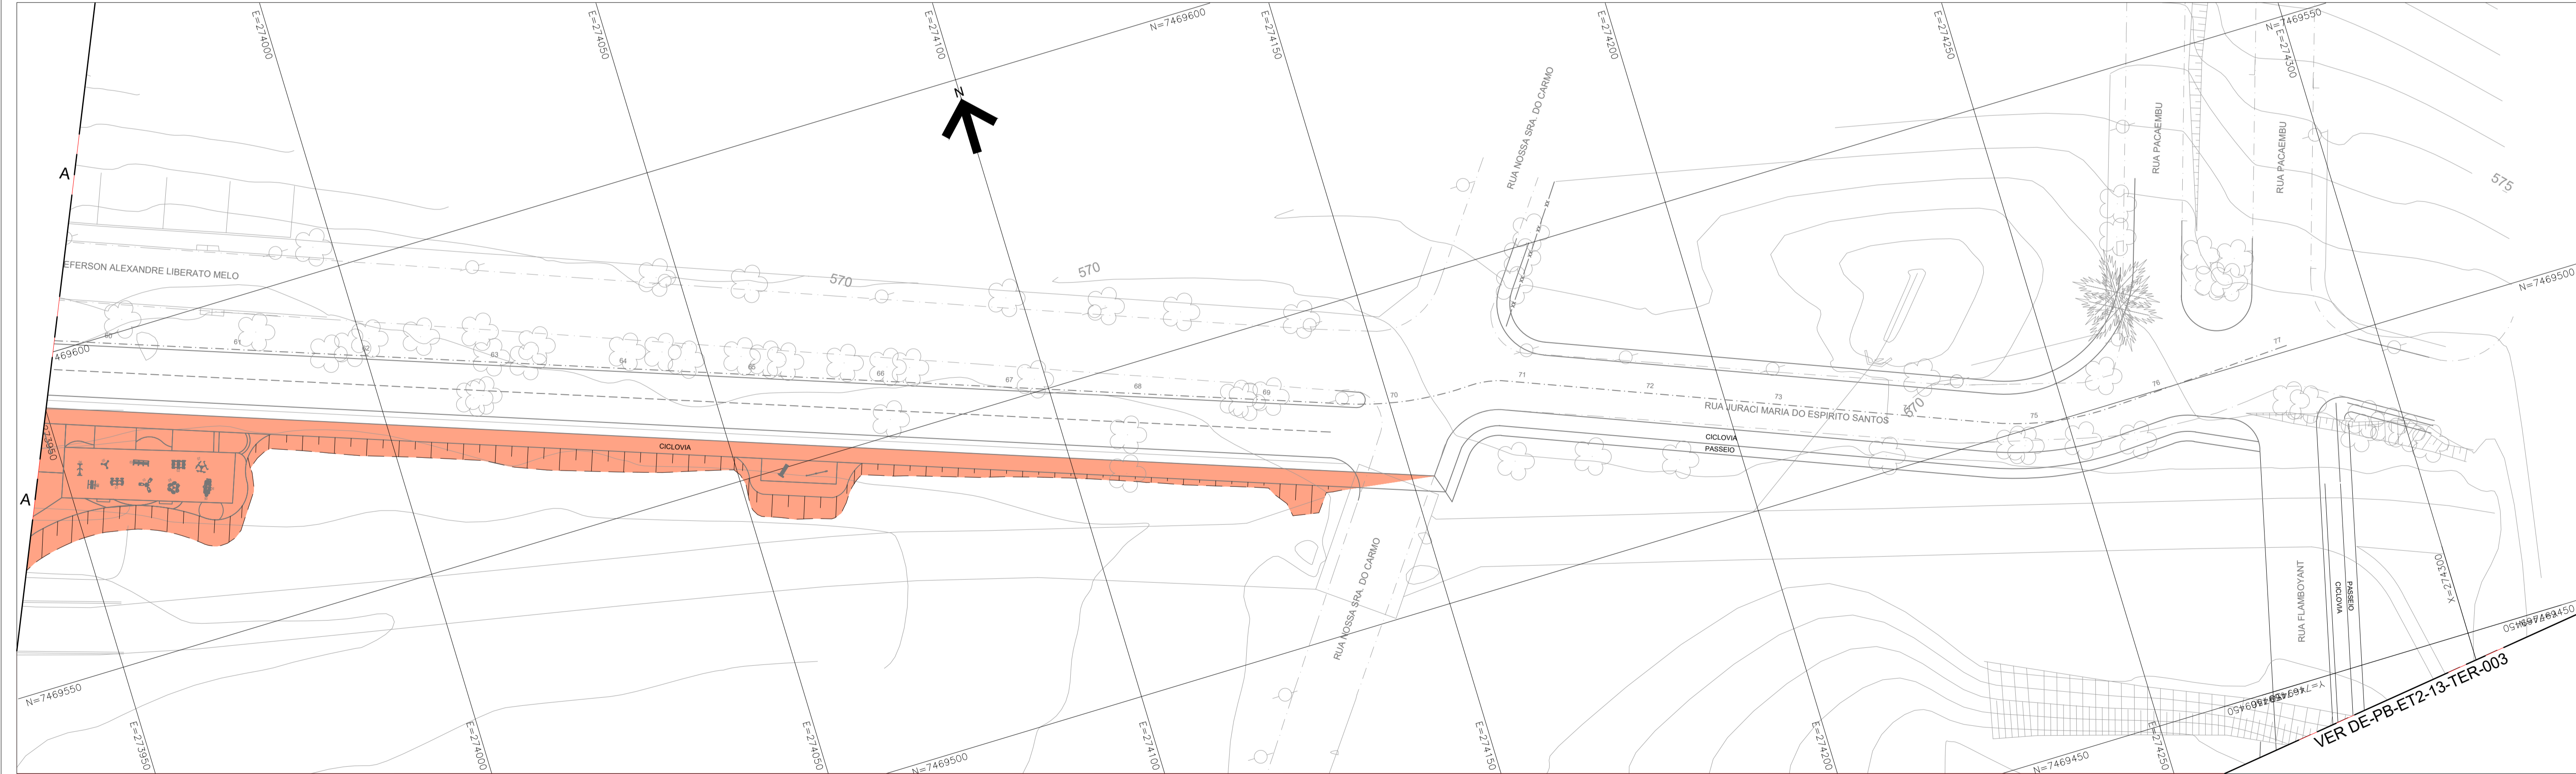 E=274000
E=274050
E=274100
N=7469600
E=274150
E=274200
E=274250
N=7469550
E=274300
N
A
RUA NOSSA SRA. DO CARMO
RUA PACAEMBU
RUA PACAEMBU
575
EFERSON ALEXANDRE LIBERATO MELO
570
570
N=7469500
60
61
62
63
64
65
66
67
68
69
70
71
72
73
75
76
77
469600
RUA JURACI MARIA DO ESPIRITO SANTOS
670
CICLOVIA
CICLOVIA
PASSEIO
273950
A
RUA NOSSA SRA. DO CARMO
RUA FLAMBOYANT
CICLOVIA
PASSEIO
X=274300
N=7469550
E=273950
E=274000
E=274050
E=274100
E=274150
E=274200
E=274250
N=7469500
N=7469450
VER DE-PB-ET2-13-TER-003